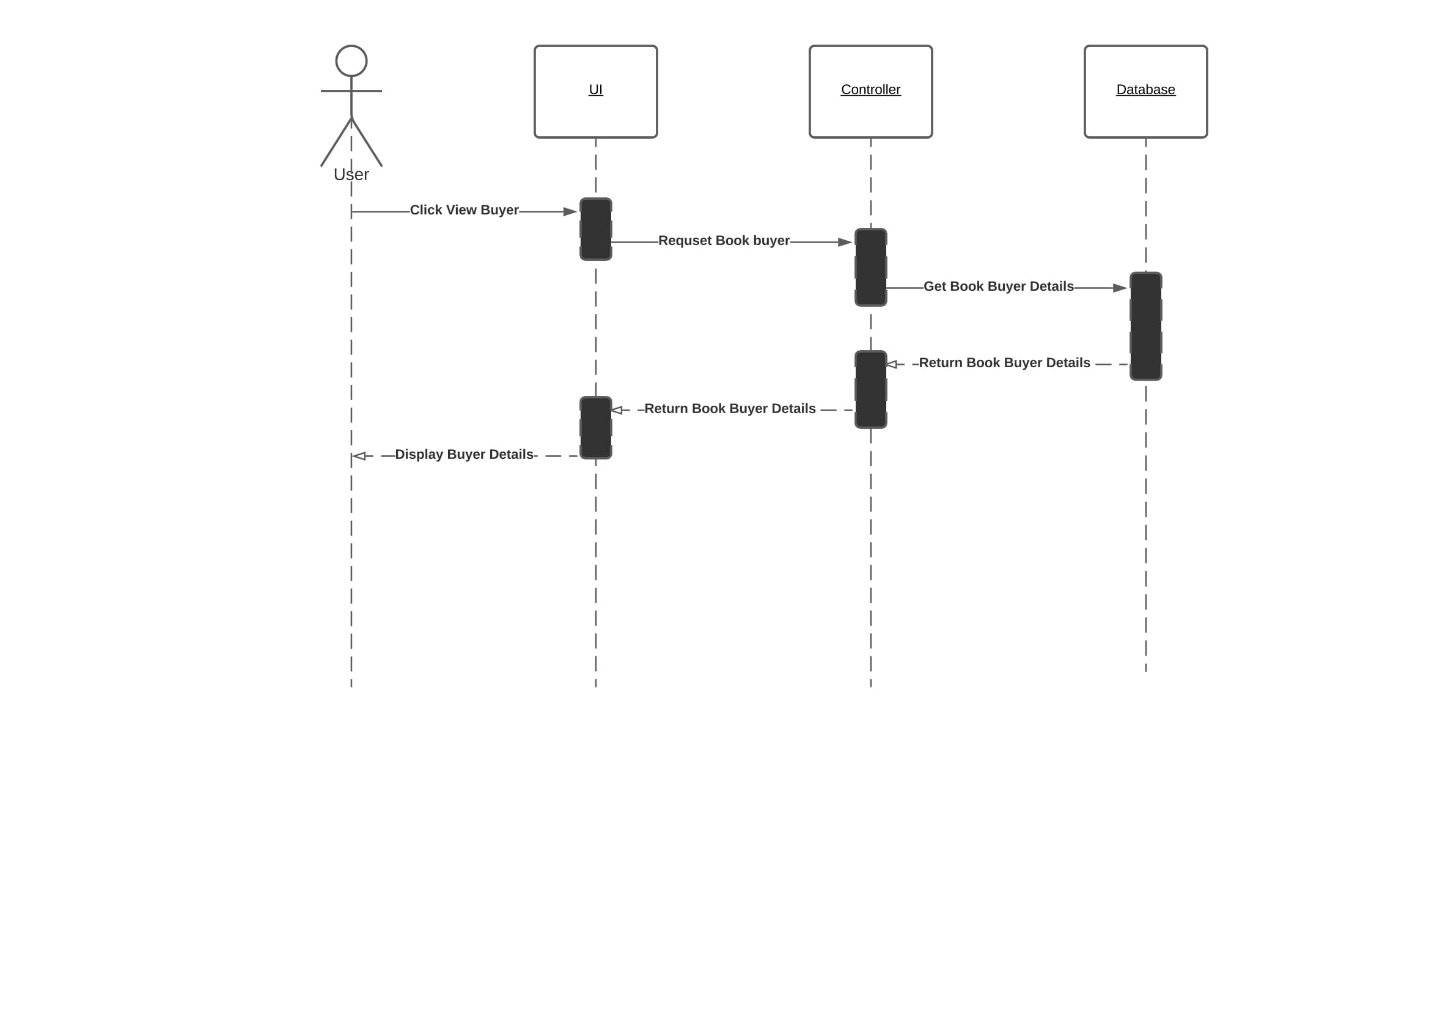 UI
Controller
Database
User
Click View Buyer
Requset Book buyer
Get Book Buyer Details
Return Book Buyer Details
Return Book Buyer Details
Display Buyer Details